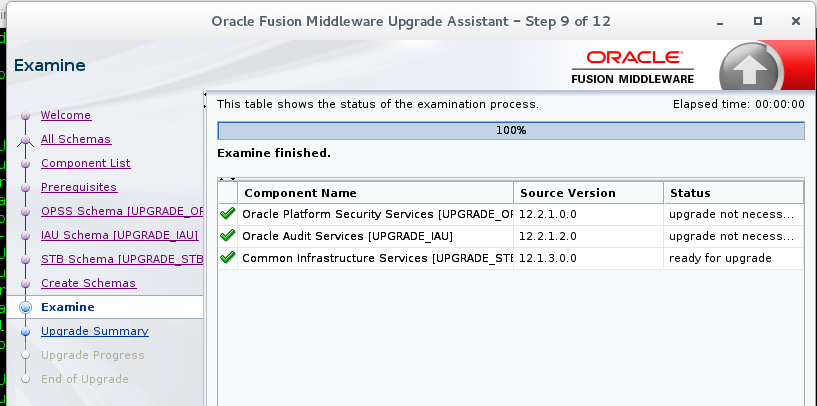 Oracle Fusion Middleware Upgrade Assistant – Step 9 of 12
Examine
ORACLE
FUSION MIDDLEWARE
Welcome
All Schemas
Component List
Prerequisites
OPSS Schema [UPGRADE_OP
IAU Schema [UPGRADE_IAU]
STB Schema [UPGRADE_STB
Create Schemas
Examine
Upgrade Summary
Upgrade Progress
End of Upgrade
This table shows the status of the examination process. Elapsed time: 00:00:00
100%
Examine finished.
Component Name Source Version Status
Oracle Platform Security Services [UPGRADE_OP 12.2.1.0.0 upgrade not necess...
Oracle Audit Services [UPGRADE_IAU] 12.2.1.2.0 upgrade not necess...
Common Infrastructure Services [UPGRADE_STE 12.1.3.0.0 ready for upgrade